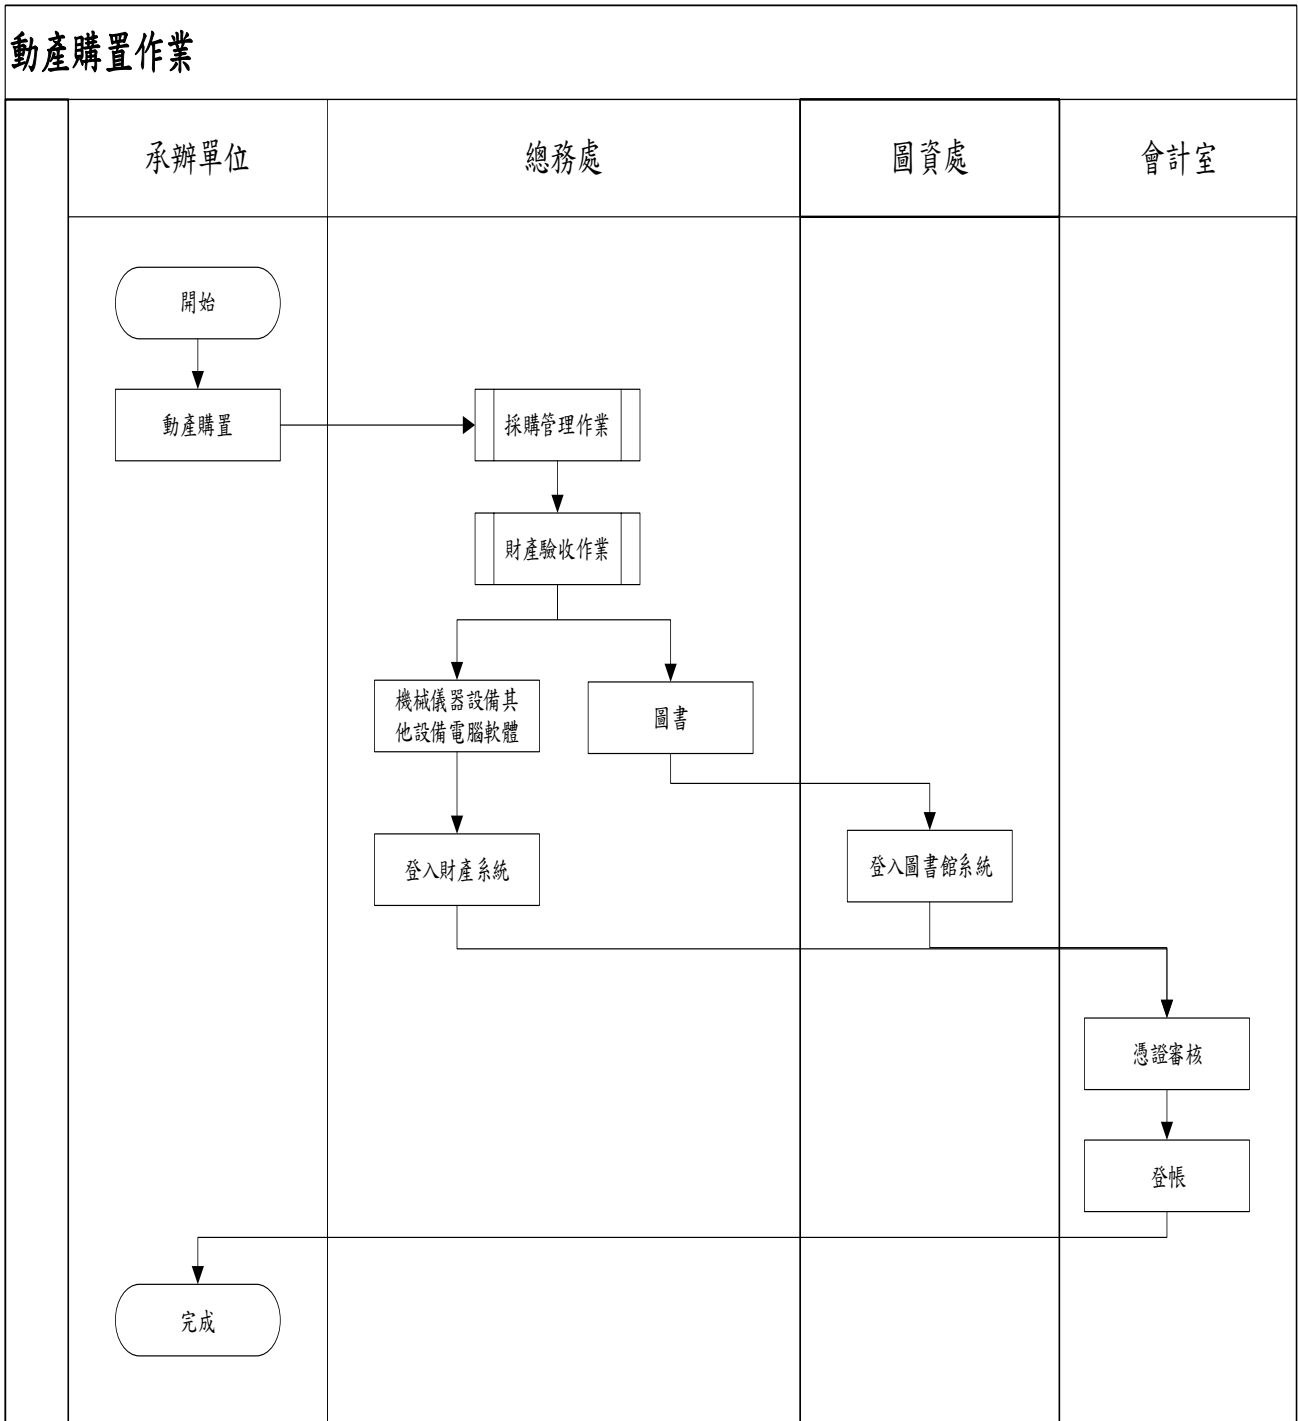 動產購置作業
承辦單位
總務處
圖資處
會計室
開始
動產購置
採購管理作業
財產驗收作業
機械儀器設備其
他設備電腦軟體
圖書
登入財產系統
登入圖書館系統
憑證審核
登帳
完成